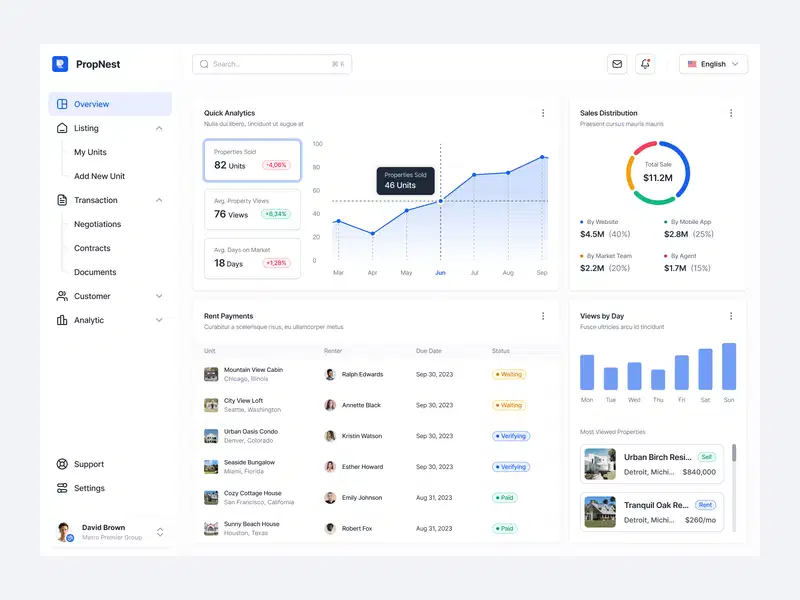 PropNest
Search..
⌘ K
English
Overview
Listing
My Units
Add New Unit
Transaction
Negotiations
Contracts
Documents
Customer
Analytic
Support
Settings
David Brown
Metro Premier Group
Quick Analytics
Nulla dui libero, tincidunt ut augue at
Properties Sold
82 Units
-4,06%
Avg. Property Views
76 Views
+8,34%
Avg. Days on Market
18 Days
+1,28%
100
80
60
40
20
0
Properties Sold
46 Units
Mar
Apr
May
Jun
Jul
Aug
Sep
Sales Distribution
Praesent cursus mauris mauris
Total Sale
$11.2M
By Website
$4.5M (40%)
By Mobile App
$2.8M (25%)
By Market Team
$2.2M (20%)
By Agent
$1.7M (15%)
Rent Payments
Curabitur a scelerisque risus, eu ullamcorper metus
Unit Renter Due Date Status
Mountain View Cabin
Chicago, Illinois
Ralph Edwards
Sep 30, 2023
Waiting
City View Loft
Seattle, Washington
Annette Black
Sep 30, 2023
Waiting
Urban Oasis Condo
Denver, Colorado
Kristin Watson
Sep 30, 2023
Verifying
Seaside Bungalow
Miami, Florida
Esther Howard
Sep 30, 2023
Verifying
Cozy Cottage House
San Francisco, California
Emily Johnson
Aug 31, 2023
Paid
Sunny Beach House
Houston, Texas
Robert Fox
Aug 31, 2023
Paid
Views by Day
Fusce ultricies arcu id tincidunt
Mon Tue Wed Thu Fri Sat Sun
Most Viewed Properties
Urban Birch Resi...
Sell
Detroit, Michi...
$840,000
Tranquil Oak Re...
Rent
Detroit, Michi...
$260/mo